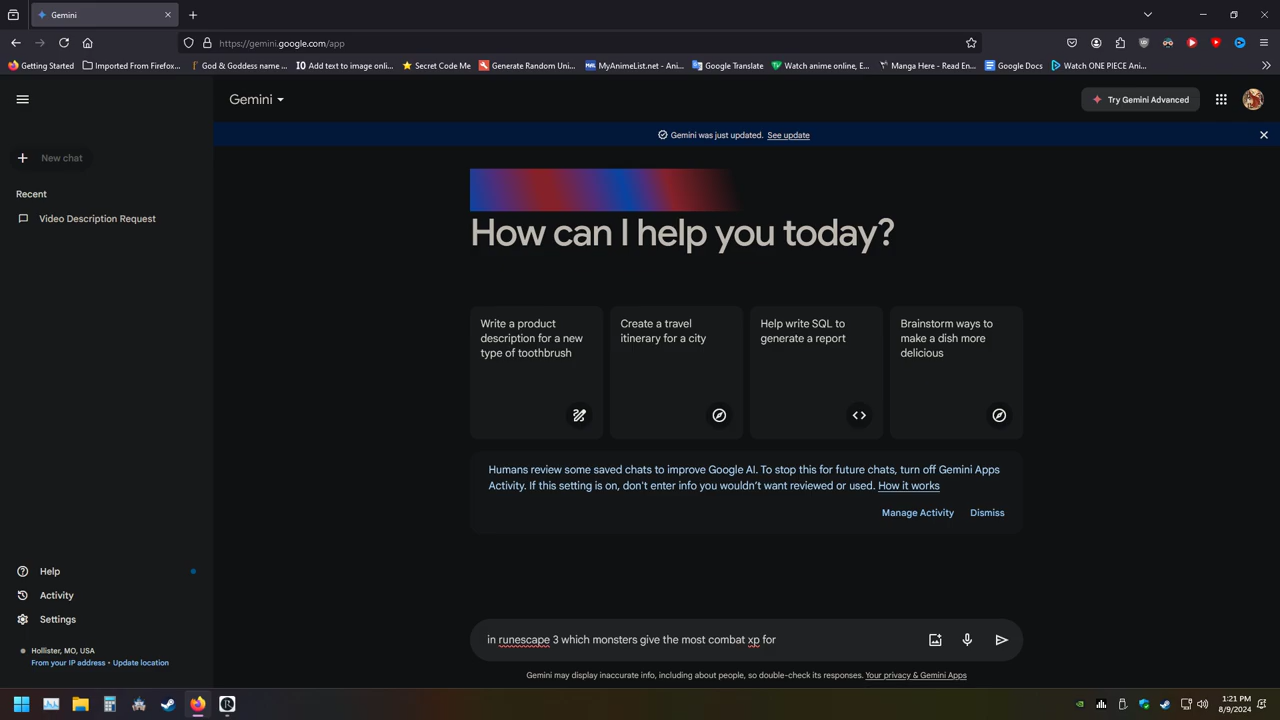 Gemini
https://gemini.google.com/app
Getting Started
Imported From Firefox...
God & Goddess name ...
IO Add text to image onl...
Secret Code Me
Generate Random Uni...
MyAnimeList.net - Ani...
Google Translate
Watch anime online, E...
Manga Here - Read En...
Google Docs
Watch ONE PIECE Ani...
Gemini
Try Gemini Advanced
Gemini was just updated. See update
New chat
Recent
Video Description Request
How can I help you today?
Write a product
description for a new
type of toothbrush
Create a travel
itinerary for a city
Help write SQL to
generate a report
Brainstorm ways to
make a dish more
delicious
Humans review some saved chats to improve Google AI. To stop this for future chats, turn off Gemini Apps
Activity. If this setting is on, don't enter info you wouldn't want reviewed or used. How it works
Manage Activity Dismiss
Help
Activity
Settings
Hollister, MO, USA
From your IP address • Update location
in runescape 3 which monsters give the most combat xp for
Gemini may display inaccurate info, including about people, so double-check its responses. Your privacy & Gemini Apps
1:21 PM
8/9/2024